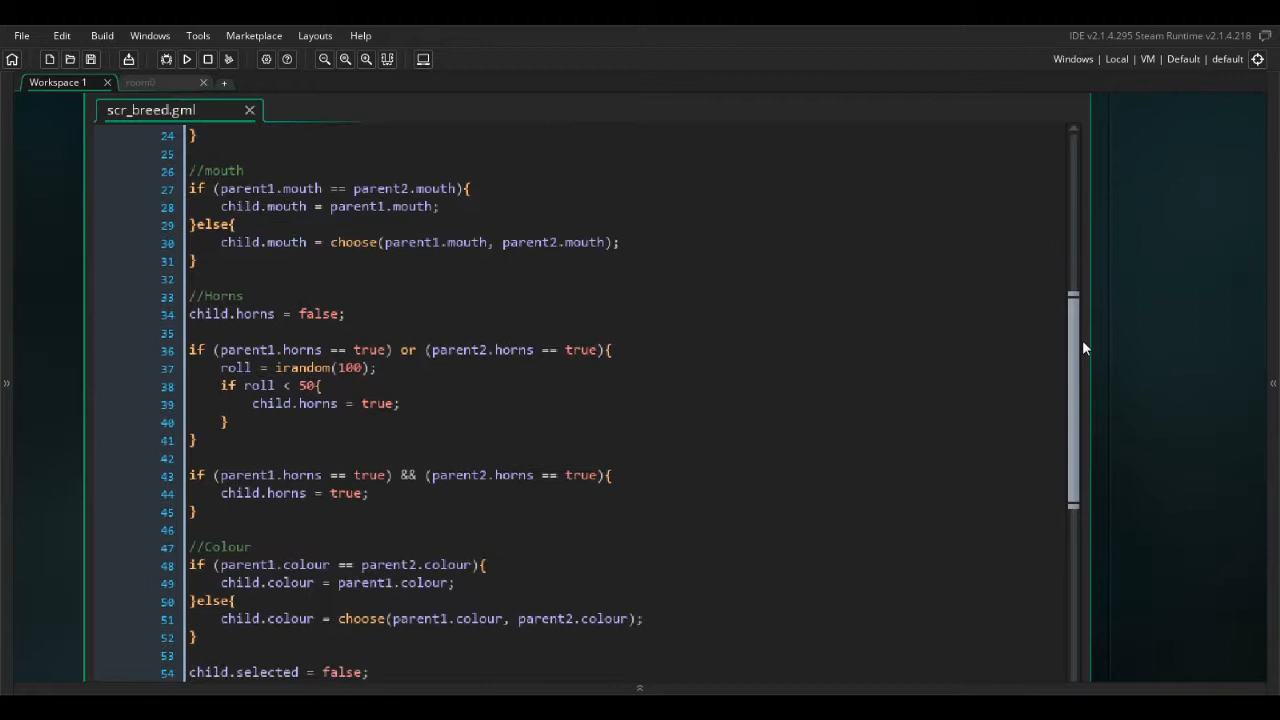 File Edit Build Windows Tools Marketplace Layouts Help
IDE v2.1.4.295 Steam Runtime v2.1.4.218
Windows | Local | VM | Default | default
Workspace 1
room0
scr_breed.gml
24 }
25
26 //mouth
27 if (parent1.mouth == parent2.mouth){
28 child.mouth = parent1.mouth;
29 }else{
30 child.mouth = choose(parent1.mouth, parent2.mouth);
31 }
32
33 //Horns
34 child.horns = false;
35
36 if (parent1.horns == true) or (parent2.horns == true){
37 roll = irandom(100);
38 if roll < 50{
39 child.horns = true;
40 }
41 }
42
43 if (parent1.horns == true) && (parent2.horns == true){
44 child.horns = true;
45 }
46
47 //Colour
48 if (parent1.colour == parent2.colour){
49 child.colour = parent1.colour;
50 }else{
51 child.colour = choose(parent1.colour, parent2.colour);
52 }
53
54 child.selected = false;